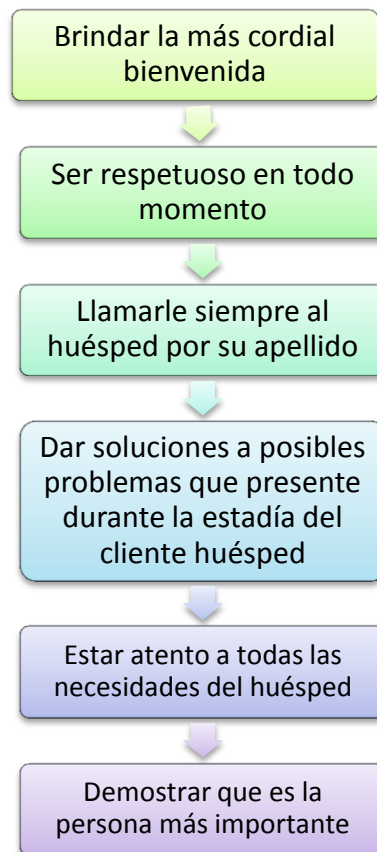 Brindar la más cordial
bienvenida
Ser respetuoso en todo
momento
Llamarle siempre al
huésped por su apellido
Dar soluciones a posibles
problemas que presente
durante la estadía del
cliente huésped
Estar atento a todas las
necesidades del huésped
Demostrar que es la
persona más importante